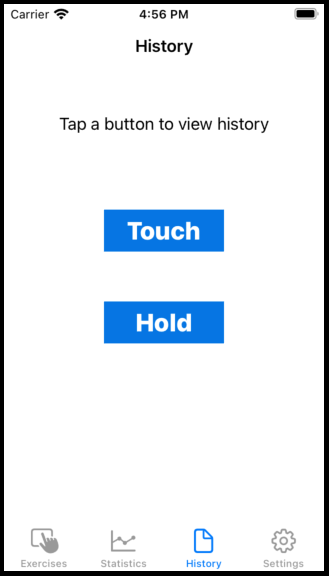 Carrier 4:56 PM
History
Tap a button to view history
Touch
Hold
Exercises Statistics History Settings